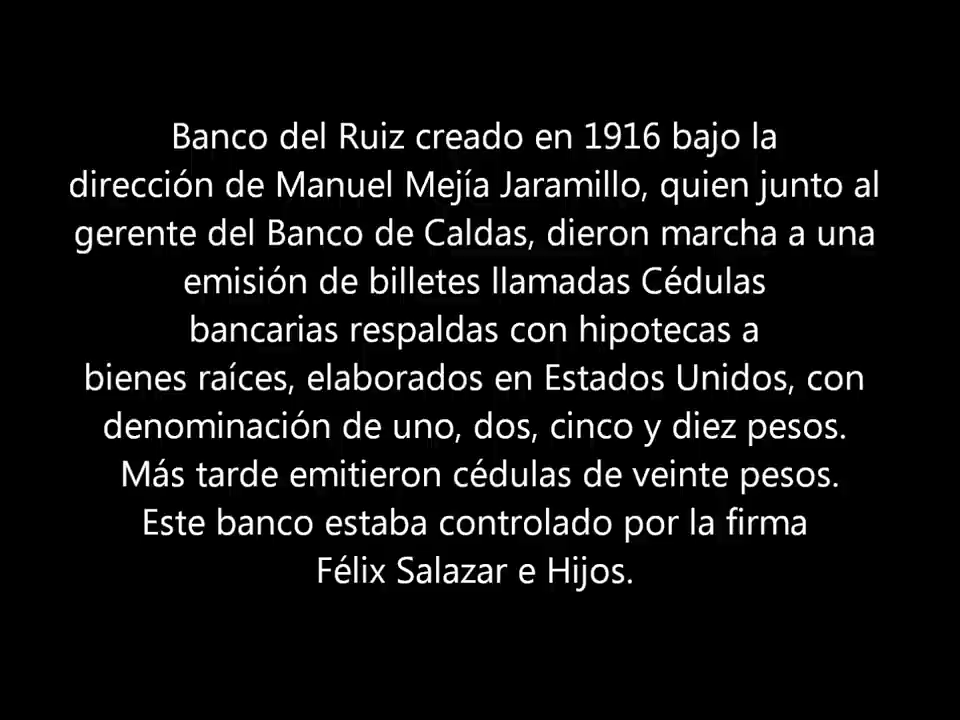 Banco del Ruiz creado en 1916 bajo la
dirección de Manuel Mejía Jaramillo, quien junto al
gerente del Banco de Caldas, dieron marcha a una
emisión de billetes llamadas Cédulas
bancarias respaldas con hipotecas a
bienes raíces, elaborados en Estados Unidos, con
denominación de uno, dos, cinco y diez pesos.
Más tarde emitieron cédulas de veinte pesos.
Este banco estaba controlado por la firma
Félix Salazar e Hijos.